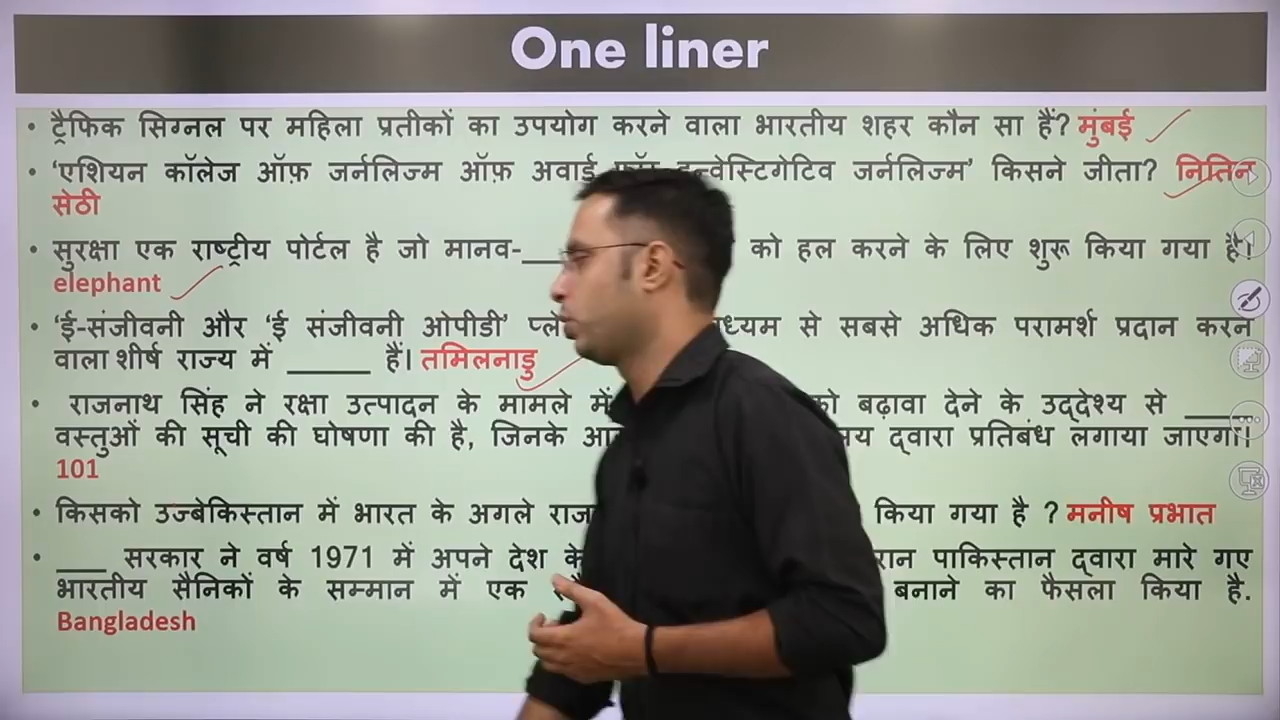 One liner
• ट्रैफिक सिग्नल पर महिला प्रतीकों का उपयोग करने वाला भारतीय शहर कौन सा हैं? मुंबई
• ‘एशियन कॉलेज ऑफ़ जर्नलिज्म ऑफ़ अवार्ड फॉर इन्वेस्टिगेटिव जर्नलिज्म’ किसने जीता? नितिन
सेठी
• सुरक्षा एक राष्ट्रीय पोर्टल है जो मानव-___ को हल करने के लिए शुरू किया गया है।
elephant
• ‘ई-संजीवनी और ‘ई संजीवनी ओपीडी’ से सबसे अधिक परामर्श प्रदान करने
वाला शीर्ष राज्य में _____ हैं। तमिलनाडु
• राजनाथ सिंह ने रक्षा उत्पादन के मामले में को बढ़ावा देने के उद्देश्य से ____
वस्तुओं की सूची की घोषणा की है, जिनके द्वारा प्रतिबंध लगाया जाएगा।
101
• किसको उज्बेकिस्तान में भारत के अगले किया गया है ? मनीष प्रभात
• ___ सरकार ने वर्ष 1971 में अपने देश के पाकिस्तान द्वारा मारे गए
भारतीय सैनिकों के सम्मान में एक बनाने का फैसला किया है.
Bangladesh